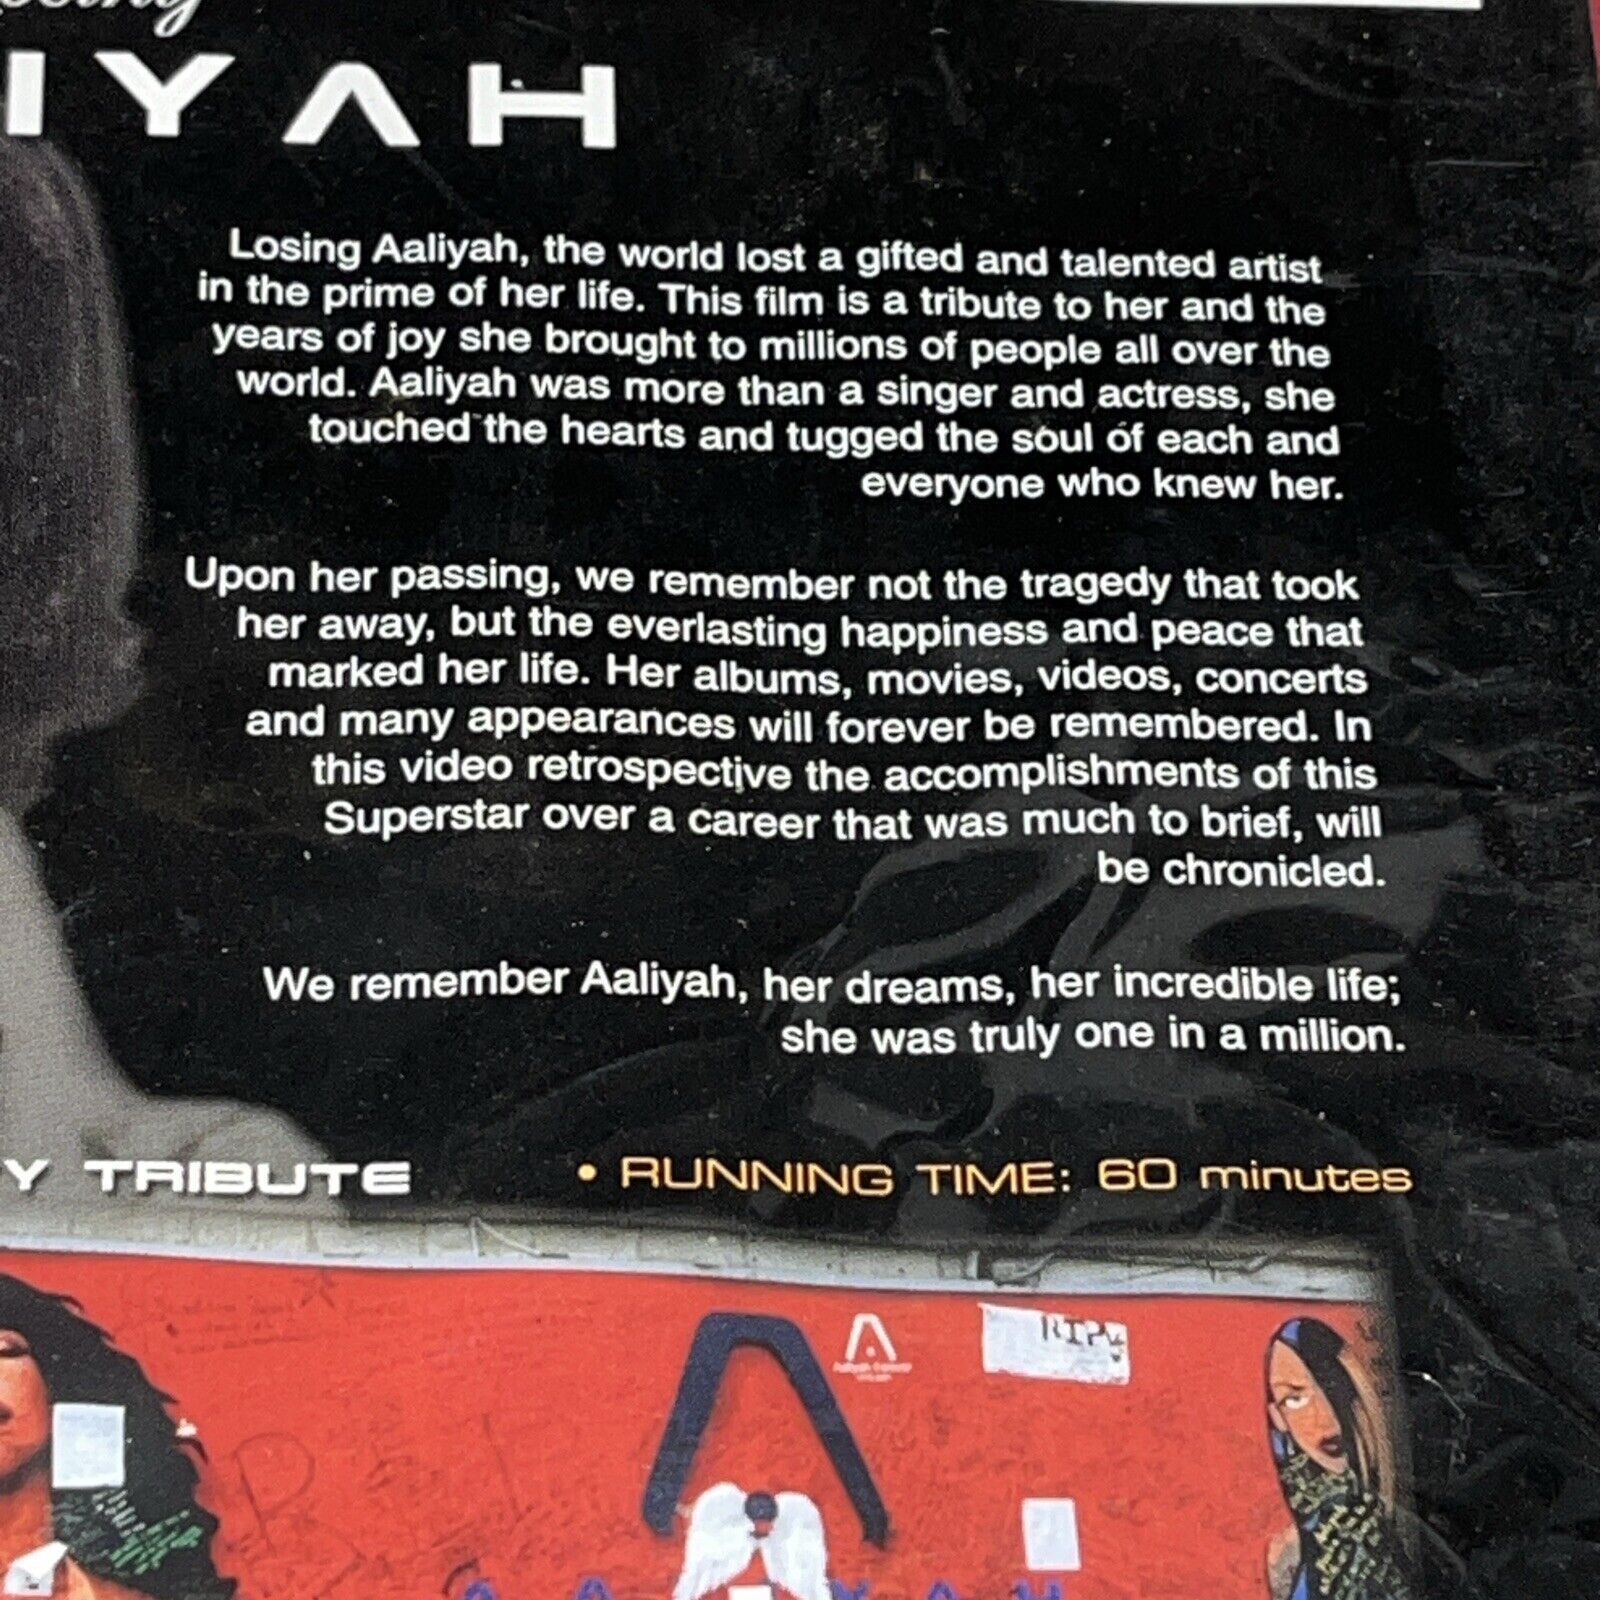 IYAH
Losing Aaliyah, the world lost a gifted and talented artist
in the prime of her life. This film is a tribute to her and the
years of joy she brought to millions of people all over the
world. Aaliyah was more than a singer and actress, she
touched the hearts and tugged the soul of each and
everyone who knew her.
Upon her passing, we remember not the tragedy that took
her away, but the everlasting happiness and peace that
marked her life. Her albums, movies, videos, concerts
and many appearances will forever be remembered. In
this video retrospective the accomplishments of this
Superstar over a career that was much to brief, will
be chronicled.
We remember Aaliyah, her dreams, her incredible life;
she was truly one in a million.
Y TRIBUTE
• RUNNING TIME: 60 minutes
A
A
RIP